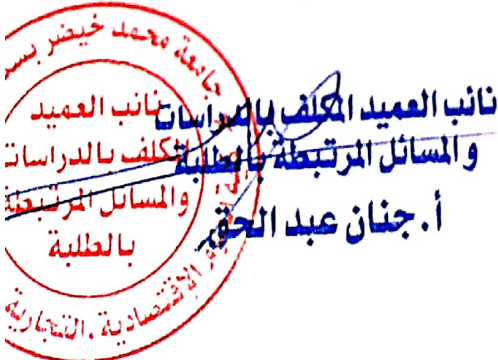 جامعة محمد خيضر بسـ
نائب العميد
المكلف بالدراسات
والمسائل المرتبطة
بالطلبة
الاقتصادية، التجارية
نائب العميد المكلف بالدراسات
والمسائل المرتبطة بالطلبة
أ. جنان عبد الحق